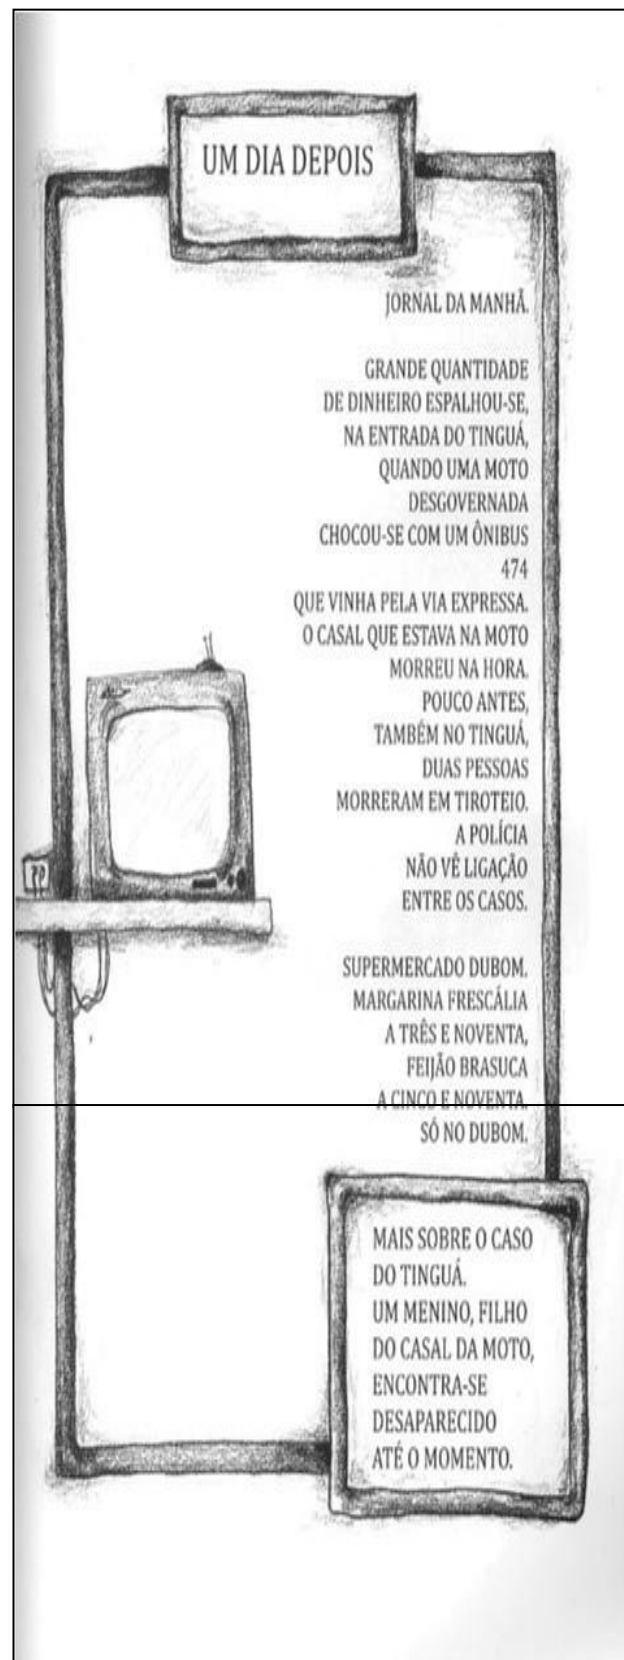 UM DIA DEPOIS
JORNAL DA MANHÃ.
GRANDE QUANTIDADE
DE DINHEIRO ESPALHOU-SE,
NA ENTRADA DO TINGUÁ,
QUANDO UMA MOTO
DESGOVERNADA
CHOCOU-SE COM UM ÔNIBUS
474
QUE VINHA PELA VIA EXPRESSA.
O CASAL QUE ESTAVA NA MOTO
MORREU NA HORA.
POUCO ANTES,
TAMBÉM NO TINGUÁ,
DUAS PESSOAS
MORRERAM EM TIROTEIO.
A POLÍCIA
NÃO VÊ LIGAÇÃO
ENTRE OS CASOS.
SUPERMERCADO DUBOM.
MARGARINA FRESCÁLIA
A TRÊS E NOVENTA,
FEIJÃO BRASUCA
A CINCO E NOVENTA.
SÓ NO DUBOM.
MAIS SOBRE O CASO
DO TINGUÁ.
UM MENINO, FILHO
DO CASAL DA MOTO,
ENCONTRA-SE
DESAPARECIDO
ATÉ O MOMENTO.